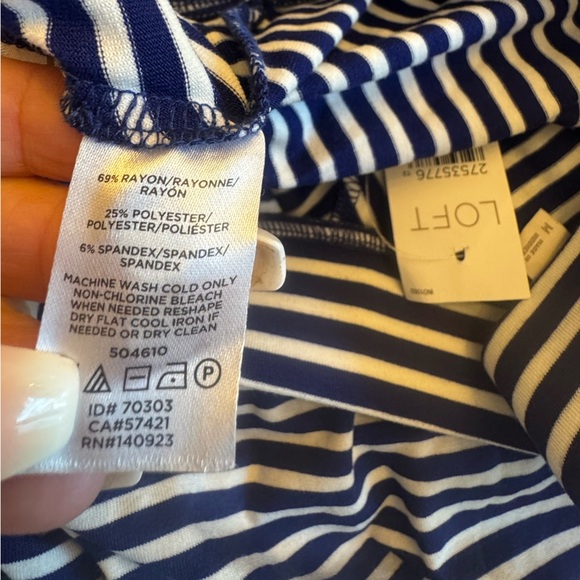 69% RAYON/RAYONNE/
RAYÓN
25% POLYESTER/
POLYESTER/POLIÉSTER
6% SPANDEX/SPANDEX/
SPANDEX
MACHINE WASH COLD ONLY
NON-CHLORINE BLEACH
WHEN NEEDED RESHAPE
DRY FLAT COOL IRON IF
NEEDED OR DRY CLEAN
504610
P
ID# 70303
CA#57421
RN#140923
27535776
LOFT
M